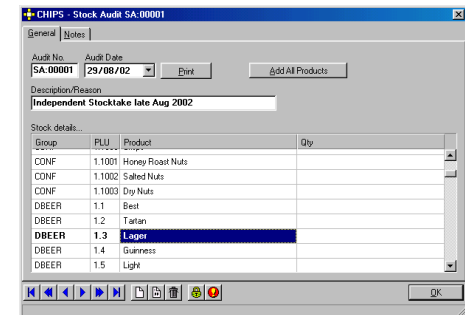 CHIPS - Stock Audit SA:00001
General Notes
Audit No. Audit Date
SA:00001 29/08/02 Print Add All Products
Description/Reason
Independent Stocktake late Aug 2002
Stock details...
Group PLU Product Qty
CONF 1.1001 Honey Roast Nuts
CONF 1.1002 Salted Nuts
CONF 1.1003 Dry Nuts
DBEER 1.1 Best
DBEER 1.2 Tartan
DBEER 1.3 Lager
DBEER 1.4 Guinness
DBEER 1.5 Light
OK